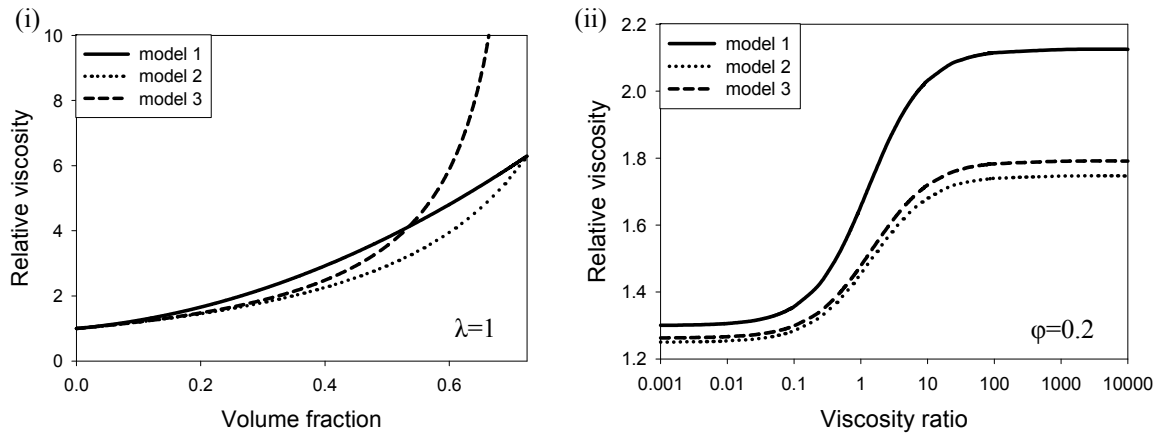 (i)
10
8
6
4
2
0
Relative viscosity
model 1
model 2
model 3
λ=1
0.0 0.2 0.4 0.6
Volume fraction
(ii)
2.2
2.0
1.8
1.6
1.4
1.2
Relative viscosity
model 1
model 2
model 3
φ=0.2
0.001 0.01 0.1 1 10 100 1000 10000
Viscosity ratio